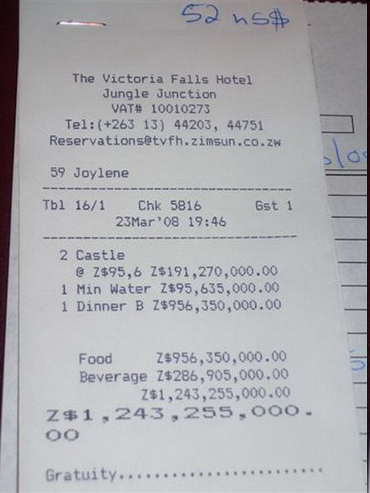 52 us$
The Victoria Falls Hotel
Jungle Junction
VAT# 10010273
Tel:(+263 13) 44203, 44751
Reservations@tvfh.zimsun.co.zw
59 Joylene
Tbl 16/1 Chk 5816 Gst 1
23Mar'08 19:46
2 Castle
@ Z$95,6 Z$191,270,000.00
1 Min Water Z$95,635,000.00
1 Dinner B Z$956,350,000.00
Food Z$956,350,000.00
Beverage Z$286,905,000.00
Z$1,243,255,000.00
Z$1,243,255,000.
00
Gratuity.......................